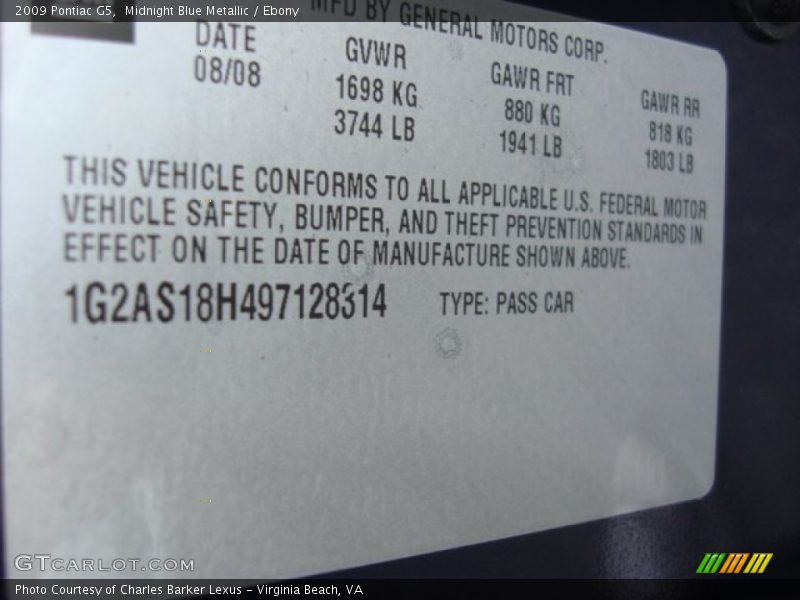 2009 Pontiac G5, Midnight Blue Metallic / Ebony
MFD BY GENERAL MOTORS CORP.
DATE GVWR GAWR FRT GAWR RR
08/08 1698 KG 880 KG 818 KG
3744 LB 1941 LB 1803 LB
THIS VEHICLE CONFORMS TO ALL APPLICABLE U.S. FEDERAL MOTOR
VEHICLE SAFETY, BUMPER, AND THEFT PREVENTION STANDARDS IN
EFFECT ON THE DATE OF MANUFACTURE SHOWN ABOVE.
1G2AS18H497128314 TYPE: PASS CAR
GTCARLOT.COM
Photo Courtesy of Charles Barker Lexus - Virginia Beach, VA